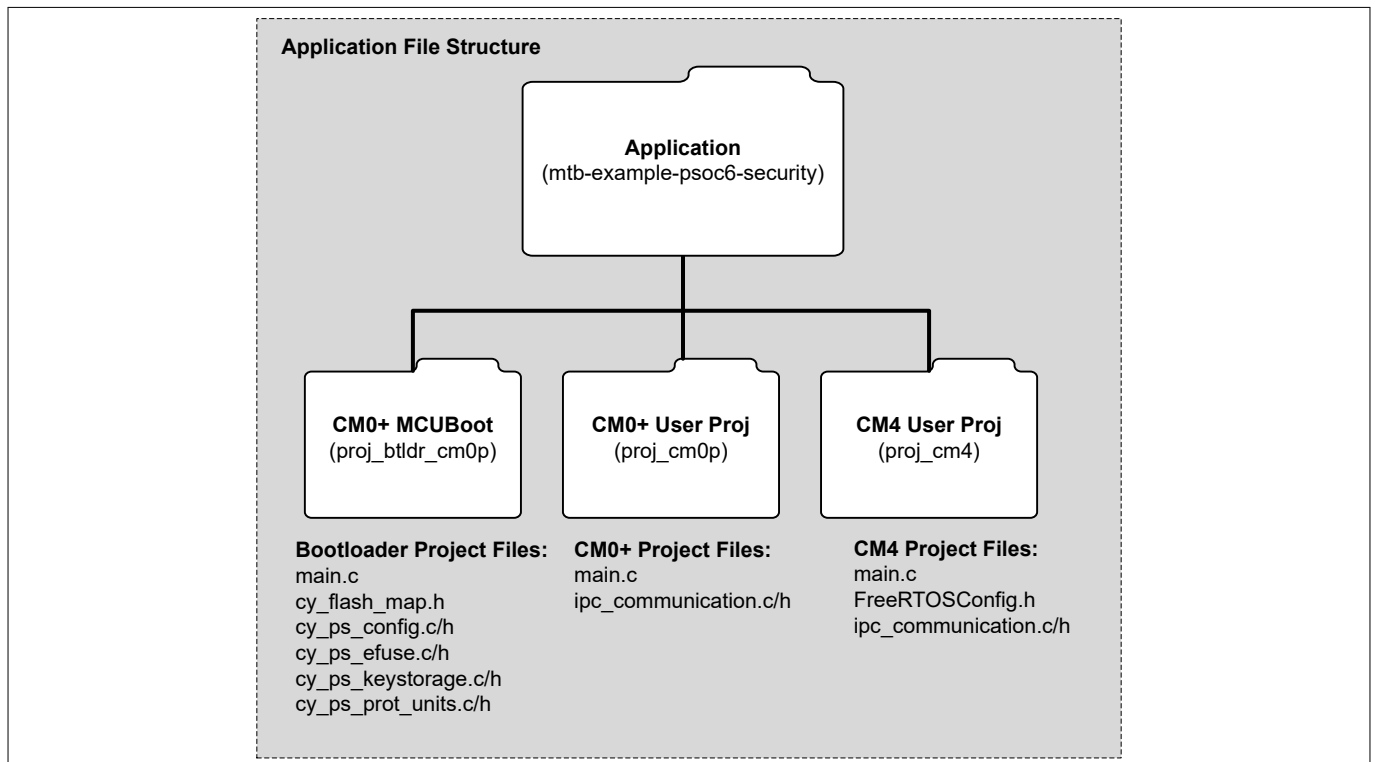 Application File Structure
Application
(mtb-example-psoc6-security)
CM0+ MCUBoot
(proj_btldr_cm0p)
CM0+ User Proj
(proj_cm0p)
CM4 User Proj
(proj_cm4)
Bootloader Project Files:
main.c
cy_flash_map.h
cy_ps_config.c/h
cy_ps_efuse.c/h
cy_ps_keystorage.c/h
cy_ps_prot_units.c/h
CM0+ Project Files:
main.c
ipc_communication.c/h
CM4 Project Files:
main.c
FreeRTOSConfig.h
ipc_communication.c/h